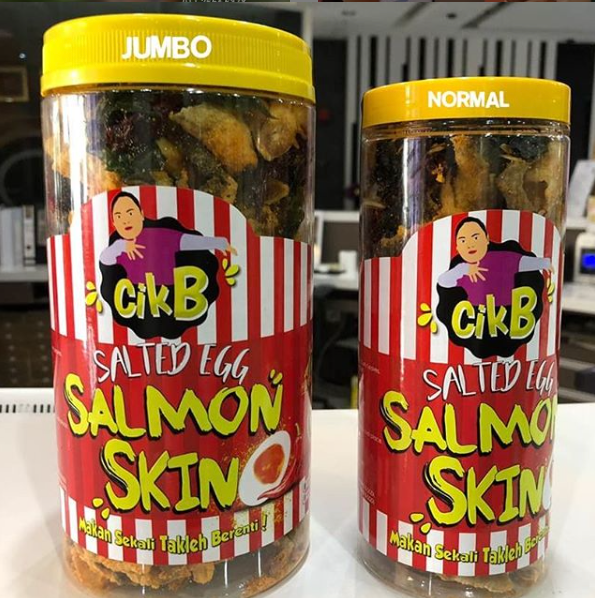 JUMBO
CikB
SALTED EGG
SALMON
SKIN
Makan Sekali Takleh Berenti !
NORMAL
CikB
SALTED EGG
SALMON
SKIN
Makan Sekali Takleh